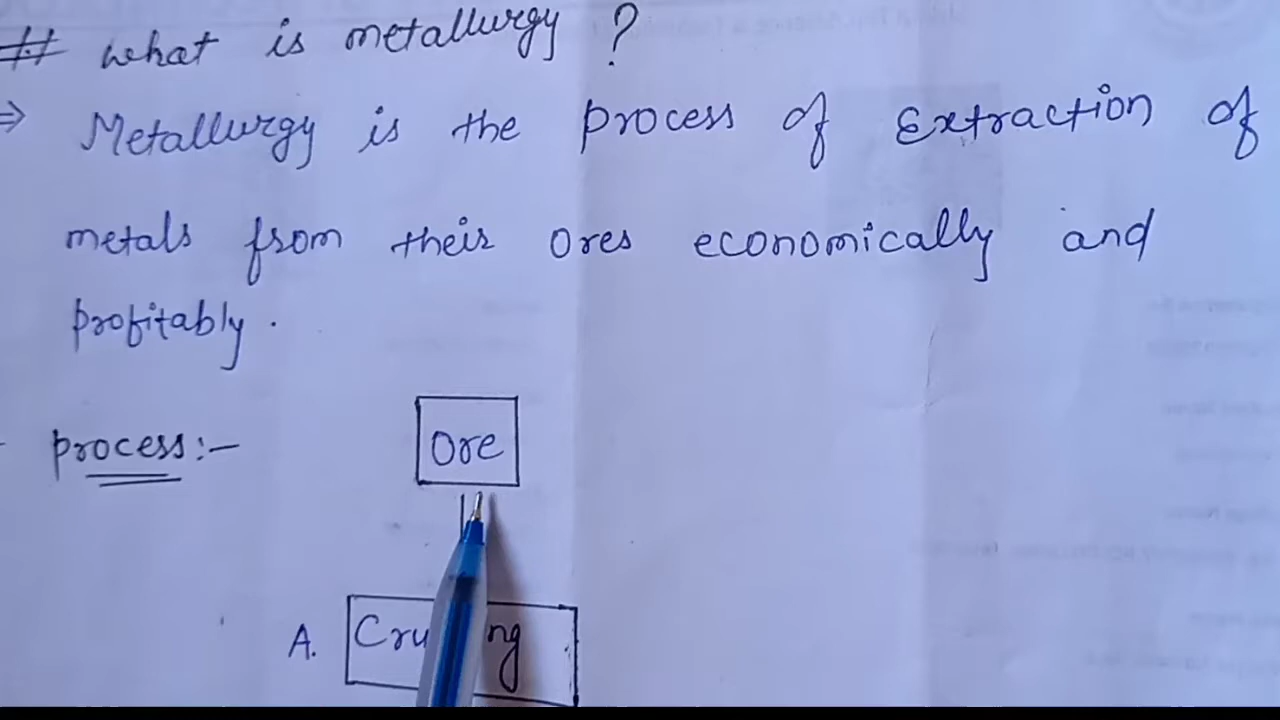 # what is metallurgy ?
⇒ Metallurgy is the process of Extraction of
metals from their ores economically and
profitably.
process:-
Ore
A.